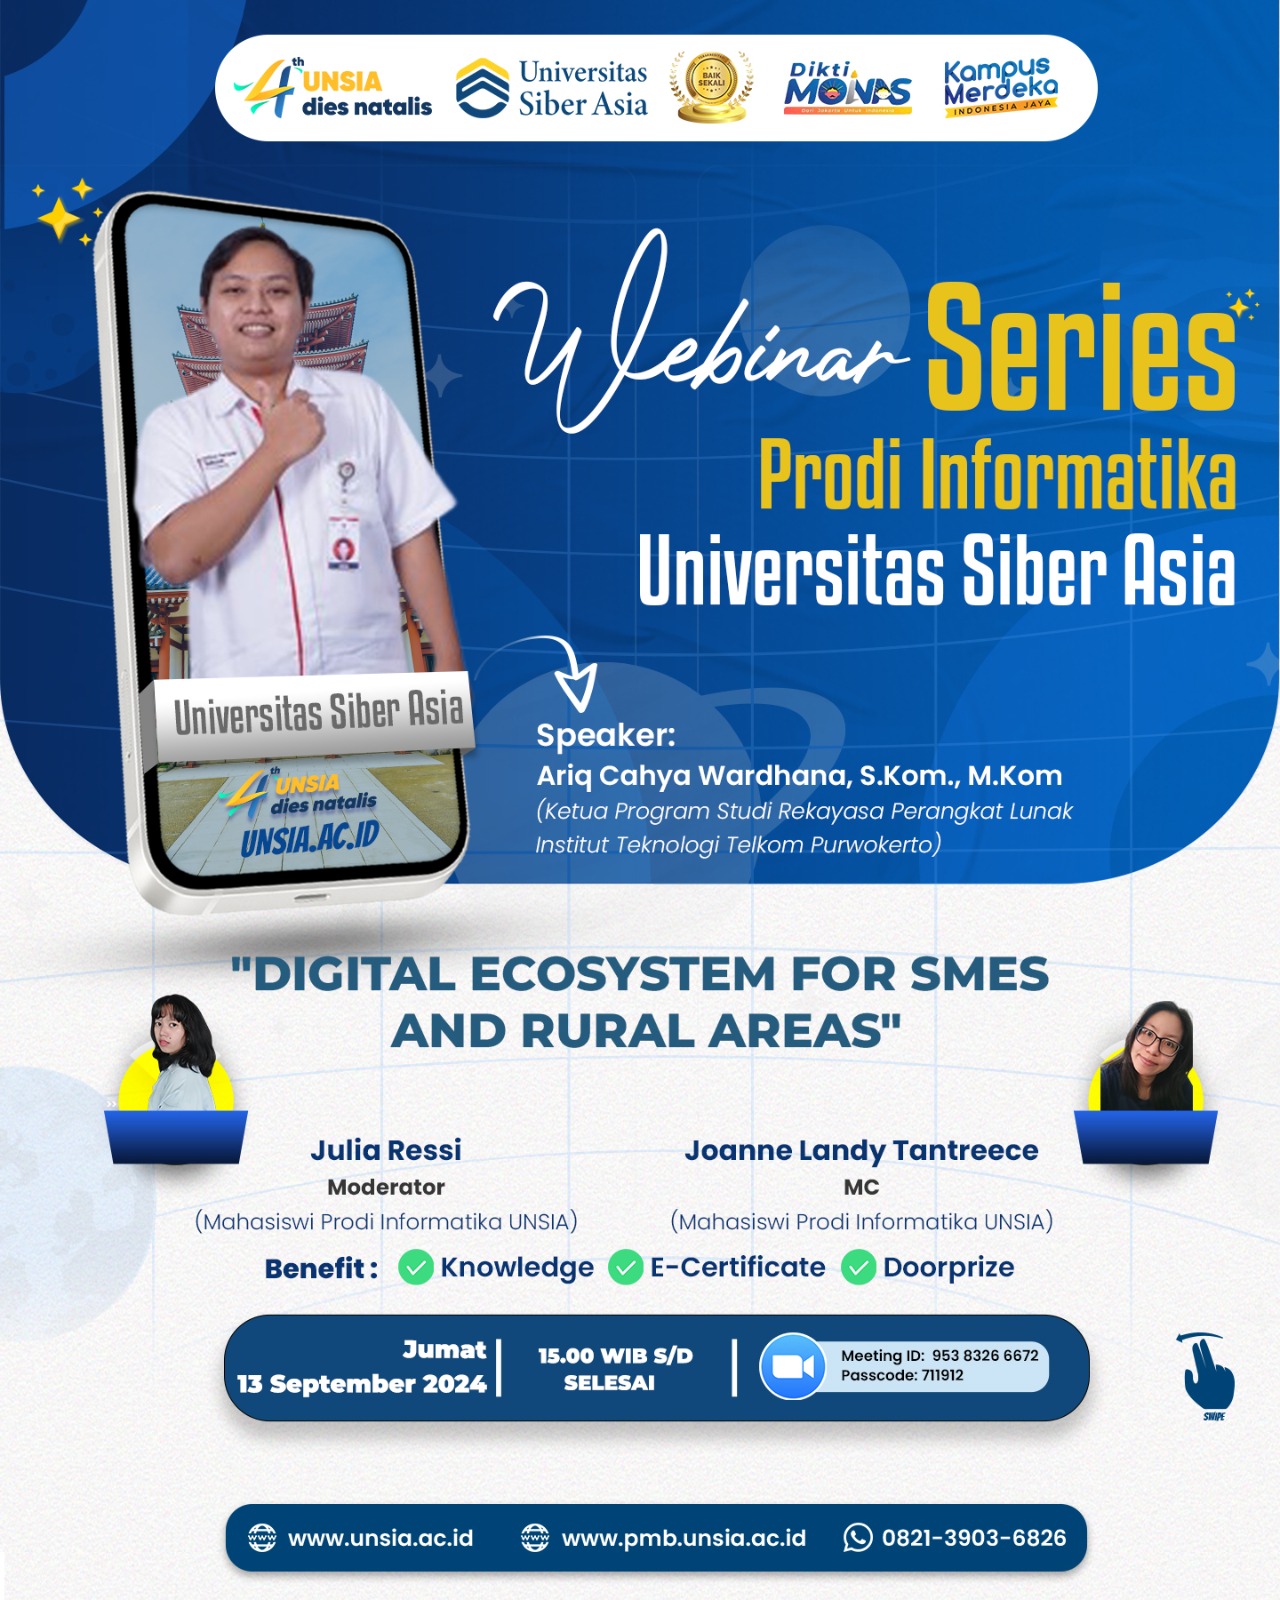 4th UNSIA
dies natalis
Universitas
Siber Asia
BAIK
SEKALI
Dikti
MONAS
Dari Jakarta Untuk Indonesia
Kampus
Merdeka
INDONESIA JAYA
Webinar Series
Prodi Informatika
Universitas Siber Asia
Universitas Siber Asia
4th UNSIA
dies natalis
UNSIA.AC.ID
Speaker:
Ariq Cahya Wardhana, S.Kom., M.Kom
(Ketua Program Studi Rekayasa Perangkat Lunak
Institut Teknologi Telkom Purwokerto)
"DIGITAL ECOSYSTEM FOR SMES
AND RURAL AREAS"
Julia Ressi
Moderator
(Mahasiswi Prodi Informatika UNSIA)
Joanne Landy Tantreece
MC
(Mahasiswi Prodi Informatika UNSIA)
Benefit : Knowledge E-Certificate Doorprize
Jumat
13 September 2024
15.00 WIB S/D
SELESAI
Meeting ID: 953 8326 6672
Passcode: 711912
SWIPE
www.unsia.ac.id www.pmb.unsia.ac.id 0821-3903-6826